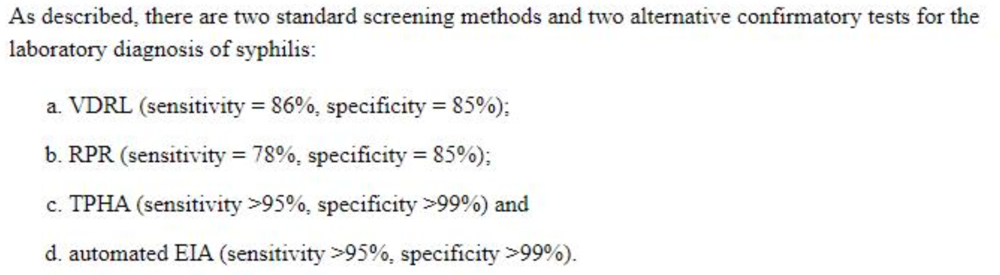 As described, there are two standard screening methods and two alternative confirmatory tests for the
laboratory diagnosis of syphilis:
a. VDRL (sensitivity = 86%, specificity = 85%);
b. RPR (sensitivity = 78%, specificity = 85%);
c. TPHA (sensitivity >95%, specificity >99%) and
d. automated EIA (sensitivity >95%, specificity >99%).